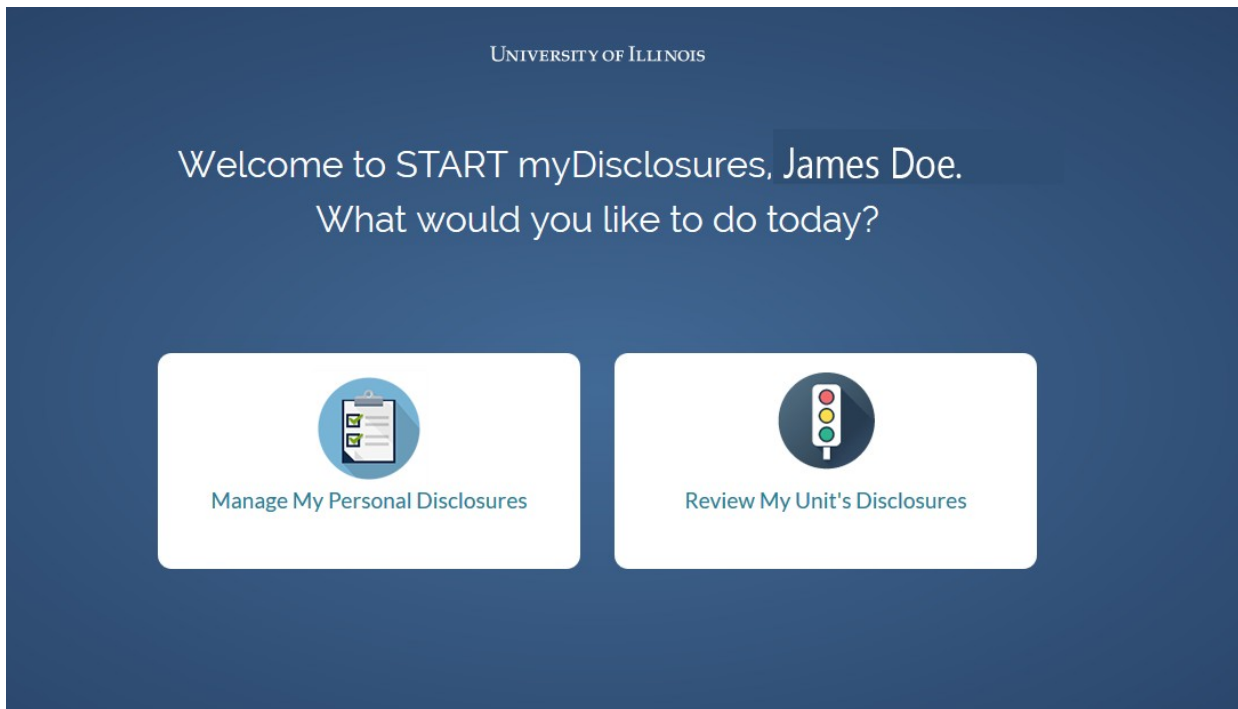 UNIVERSITY OF ILLINOIS
Welcome to START myDisclosures, James Doe.
What would you like to do today?
Manage My Personal Disclosures
Review My Unit's Disclosures